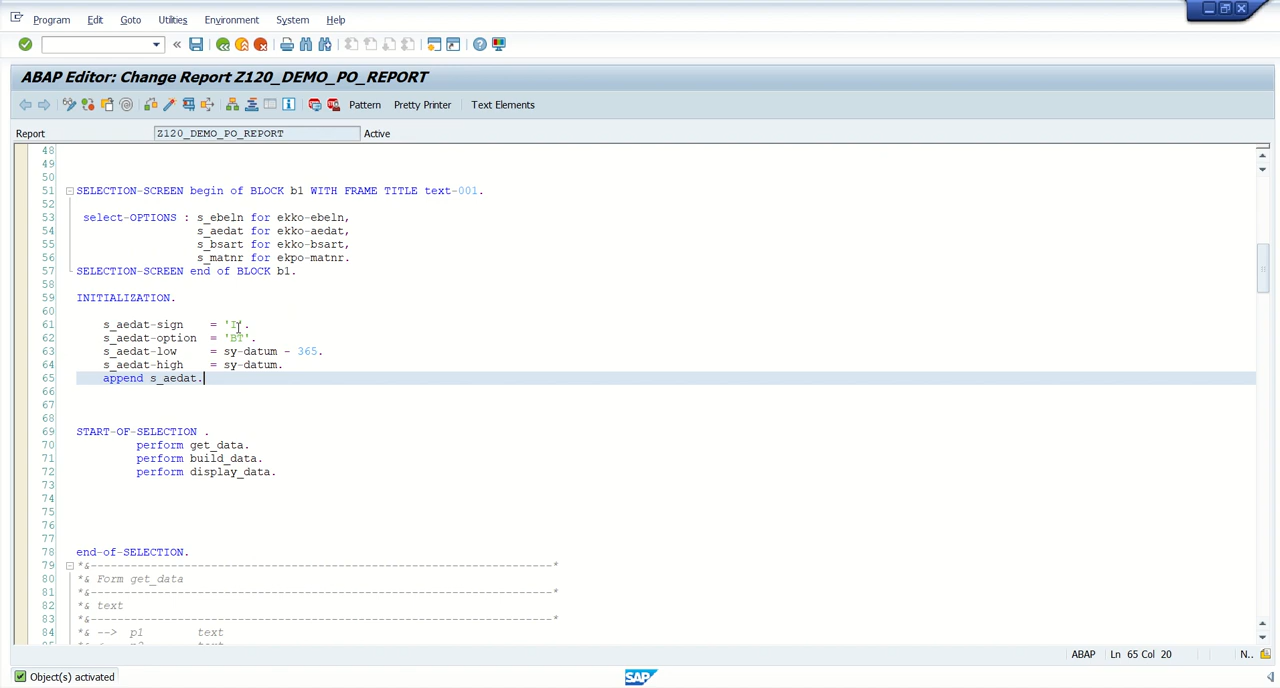 Program Edit Goto Utilities Environment System Help
ABAP Editor: Change Report Z120_DEMO_PO_REPORT
Pattern Pretty Printer Text Elements
Report Z120_DEMO_PO_REPORT Active
48
49
50
51 SELECTION-SCREEN begin of BLOCK b1 WITH FRAME TITLE text-001.
52
53 select-OPTIONS : s_ebeln for ekko-ebeln,
54 s_aedat for ekko-aedat,
55 s_bsart for ekko-bsart,
56 s_matnr for ekpo-matnr.
57 SELECTION-SCREEN end of BLOCK b1.
58
59 INITIALIZATION.
60
61 s_aedat-sign = 'I'.
62 s_aedat-option = 'BT'.
63 s_aedat-low = sy-datum - 365.
64 s_aedat-high = sy-datum.
65 append s_aedat.
66
67
68
69 START-OF-SELECTION .
70 perform get_data.
71 perform build_data.
72 perform display_data.
73
74
75
76
77
78 end-of-SELECTION.
79 *&---------------------------------------------------------------------*
80 *& Form get_data
81 *&---------------------------------------------------------------------*
82 *& text
83 *&---------------------------------------------------------------------*
84 *& --> p1 text
ABAP Ln 65 Col 20 N..
Object(s) activated
SAP